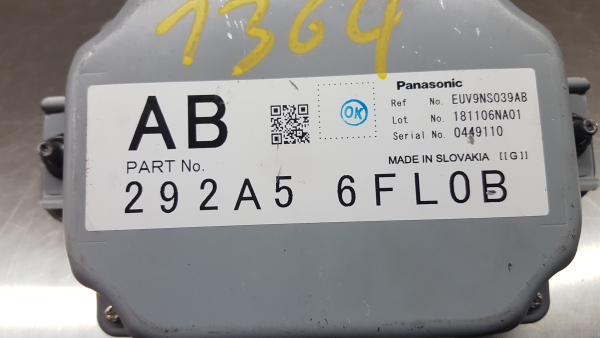 1364
AB
OK
Panasonic
Ref No. EUV9NS039AB
Lot No. 181106NA01
Serial No. 0449110
PART No.
MADE IN SLOVAKIA [[G]]
292A5 6FL0B